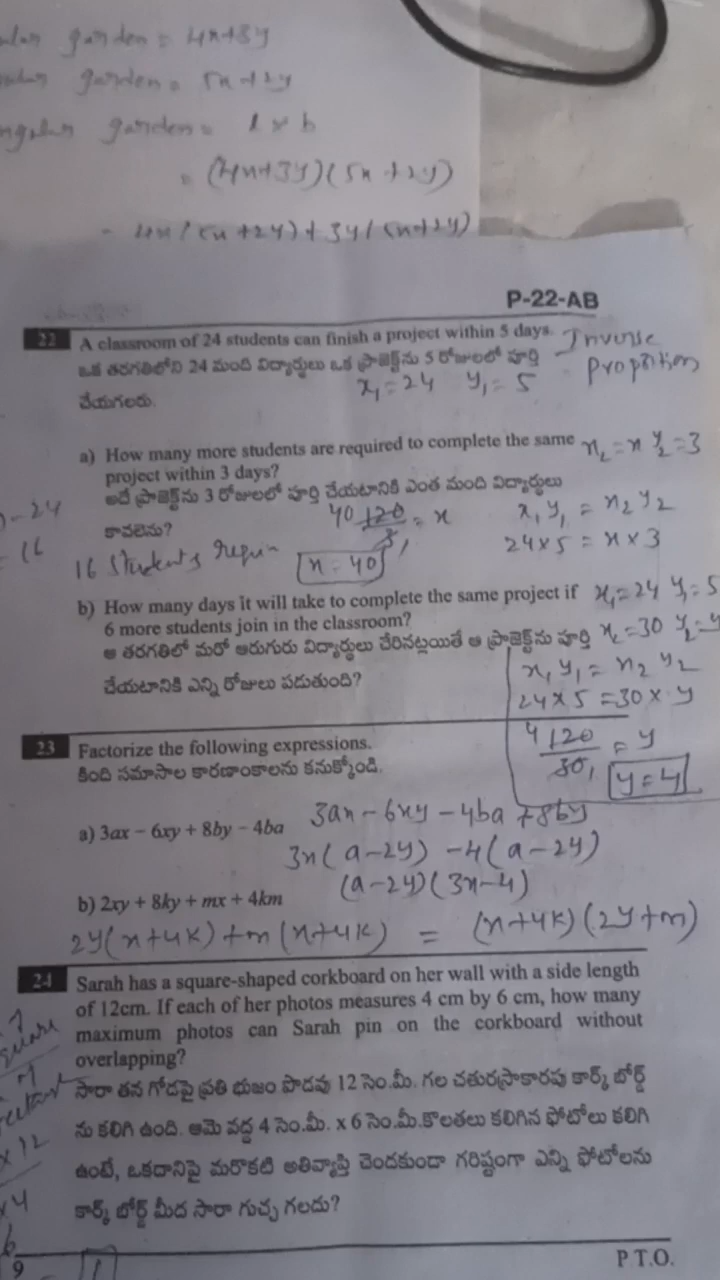 garden = 4x+3y
garden = 5x+2y
garden = l x b
= (4x+3y)(5x+2y)
- 4x(5x+2y)+3y(5x+2y)
P-22-AB
22 A classroom of 24 students can finish a project within 5 days. Inverse
ఒక తరగతిలోని 24 మంది విద్యార్థులు ఒక ప్రాజెక్ట్‌ను 5 రోజులలో పూర్తి Proportion
చేయగలరు. x₁=24 y₁=5
a) How many more students are required to complete the same x₂=x y₂=3
project within 3 days?
అదే ప్రాజెక్ట్‌ను 3 రోజులలో పూర్తి చేయటానికి ఎంత మంది విద్యార్థులు
-24
కావలెను? 40 120/3 = x x₁y₁ = x₂y₂
= 16
16 Students x=40 24x5 = x x 3
b) How many days it will take to complete the same project if x₁=24 y₁=5
6 more students join in the classroom?
ఆ తరగతిలో మరో ఆరుగురు విద్యార్థులు చేరినట్లయితే ఆ ప్రాజెక్ట్‌ను పూర్తి x₂=30 y₂=y
చేయటానికి ఎన్ని రోజులు పడుతుంది? x₁y₁=x₂y₂
24x5=30xy
4 120/30 = y
y=4
23 Factorize the following expressions.
కింది సమాసాల కారణాంకాలను కనుక్కోండి.
a) 3ax – 6xy + 8by – 4ba 3ax-6xy-4ba+8by
3x(a-2y) -4(a-2y)
(a-2y)(3x-4)
b) 2xy + 8ky + mx + 4km
2y(x+4k)+m(x+4k) = (x+4k)(2y+m)
24 Sarah has a square-shaped corkboard on her wall with a side length
of 12cm. If each of her photos measures 4 cm by 6 cm, how many
maximum photos can Sarah pin on the corkboard without
overlapping?
సారా తన గోడపై ప్రతి భుజం పొడవు 12 సెం.మీ. గల చతురస్రాకారపు కార్క్ బోర్డ్
ను కలిగి ఉంది. ఆమె వద్ద 4 సెం.మీ. x 6 సెం.మీ.కొలతలు కలిగిన ఫోటోలు కలిగి
ఉంటే, ఒకదానిపై మరొకటి అతివ్యాప్తి చెందకుండా గరిష్టంగా ఎన్ని ఫోటోలను
కార్క్ బోర్డ్ మీద సారా గుచ్చ గలదు?
x 12
x4
9
P.T.O.